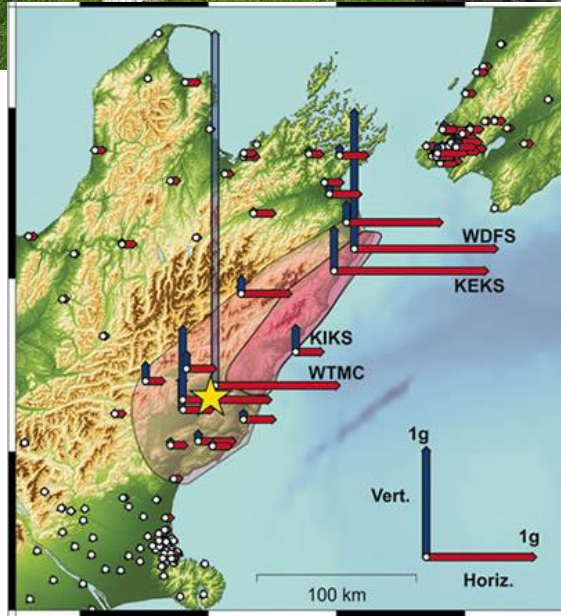 WDFS
KEKS
KIKS
WTMC
1g
Vert.
1g
Horiz.
100 km